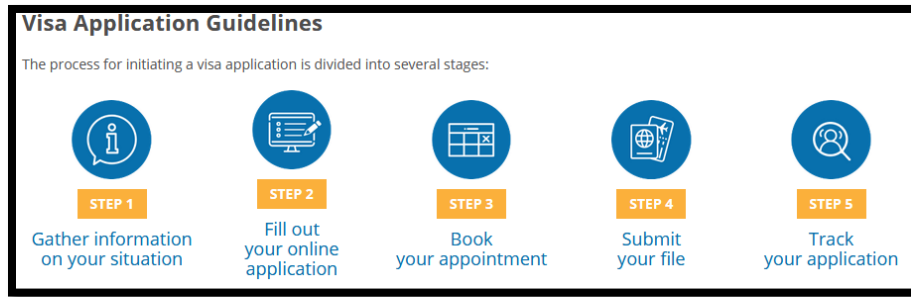 Visa Application Guidelines
The process for initiating a visa application is divided into several stages:
STEP 1
Gather information
on your situation
STEP 2
Fill out
your online
application
STEP 3
Book
your appointment
STEP 4
Submit
your file
STEP 5
Track
your application